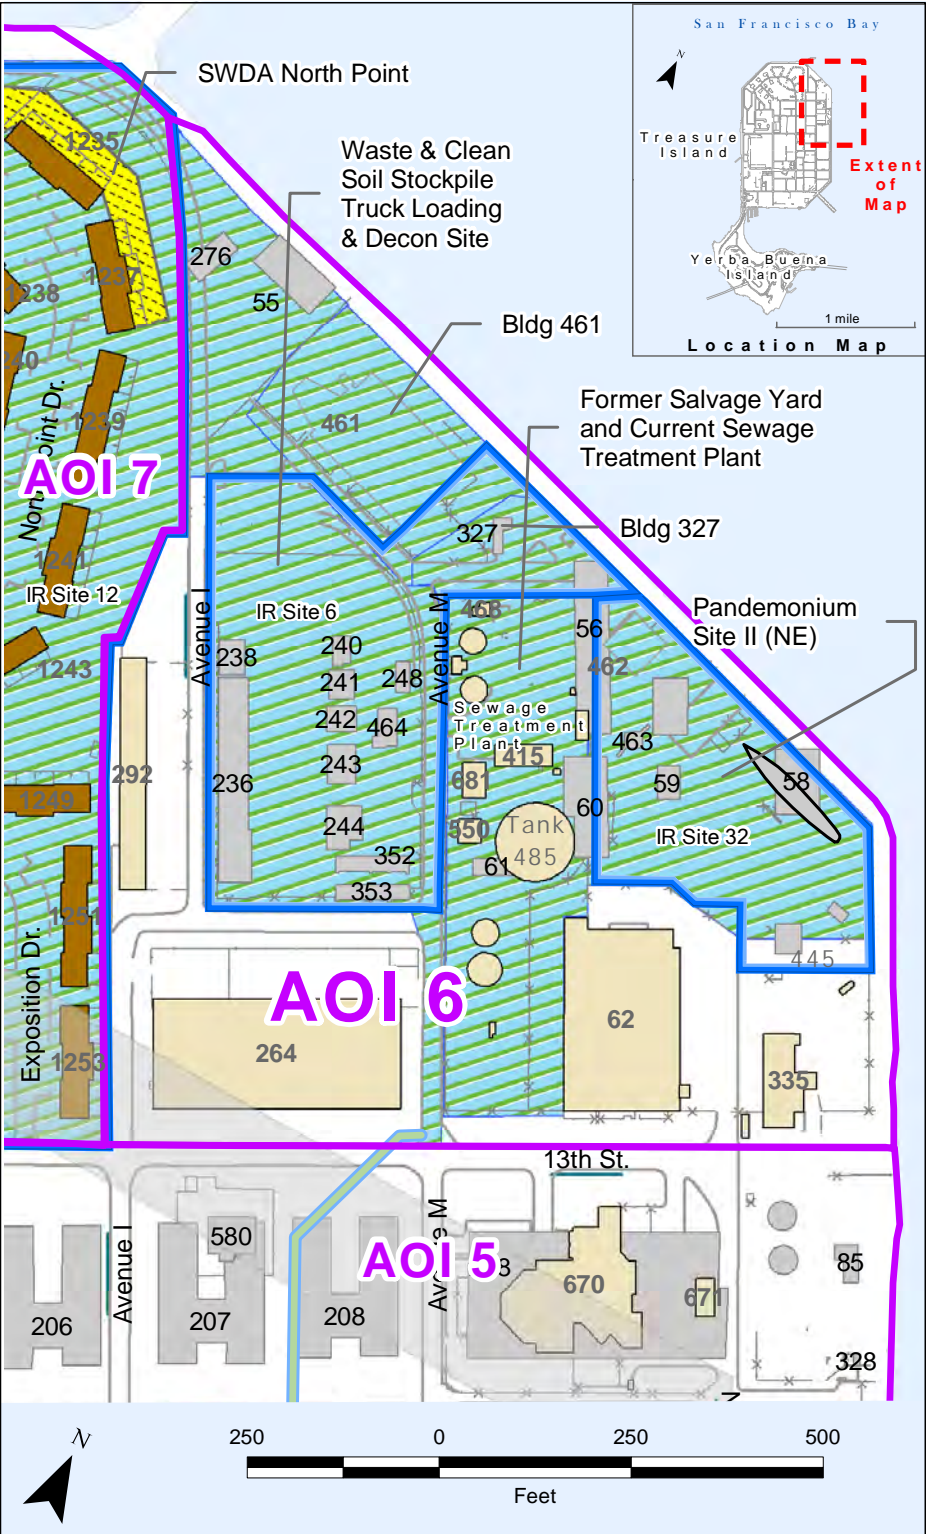 San Francisco Bay
N
Treasure
Island
Extent
of
Map
Yerba Buena
Island
1 mile
Location Map
SWDA North Point
Waste & Clean
Soil Stockpile
Truck Loading
& Decon Site
1235
276
1237
55
1238
Bldg 461
240
Former Salvage Yard
and Current Sewage
Treatment Plant
1239
461
AOI 7
327
Bldg 327
1241
IR Site 12
Avenue I
IR Site 6
Avenue M
468
56
Pandemonium
Site II (NE)
1243
238
240
241
248
462
242
464
Sewage
Treatment
Plant
463
292
236
243
681
415
59
58
1249
244
550
Tank
485
60
IR Site 32
352
61
353
1251
445
Exposition Dr.
AOI 6
62
264
1253
335
13th St.
Avenue I
580
AOI 5
8
670
671
85
206
207
208
328
N
250
0
250
500
Feet